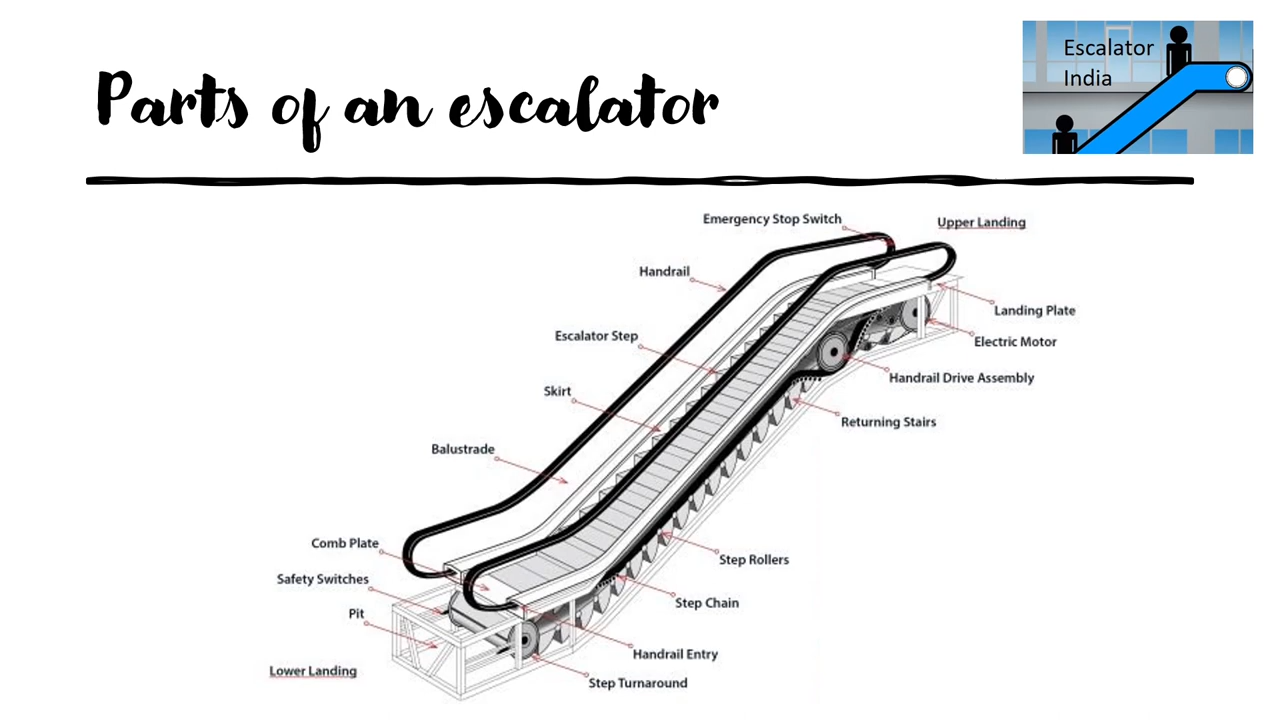 Parts of an escalator
Escalator
India
Emergency Stop Switch
Upper Landing
Handrail
Landing Plate
Escalator Step
Electric Motor
Handrail Drive Assembly
Skirt
Returning Stairs
Balustrade
Comb Plate
Step Rollers
Safety Switches
Step Chain
Pit
Handrail Entry
Lower Landing
Step Turnaround